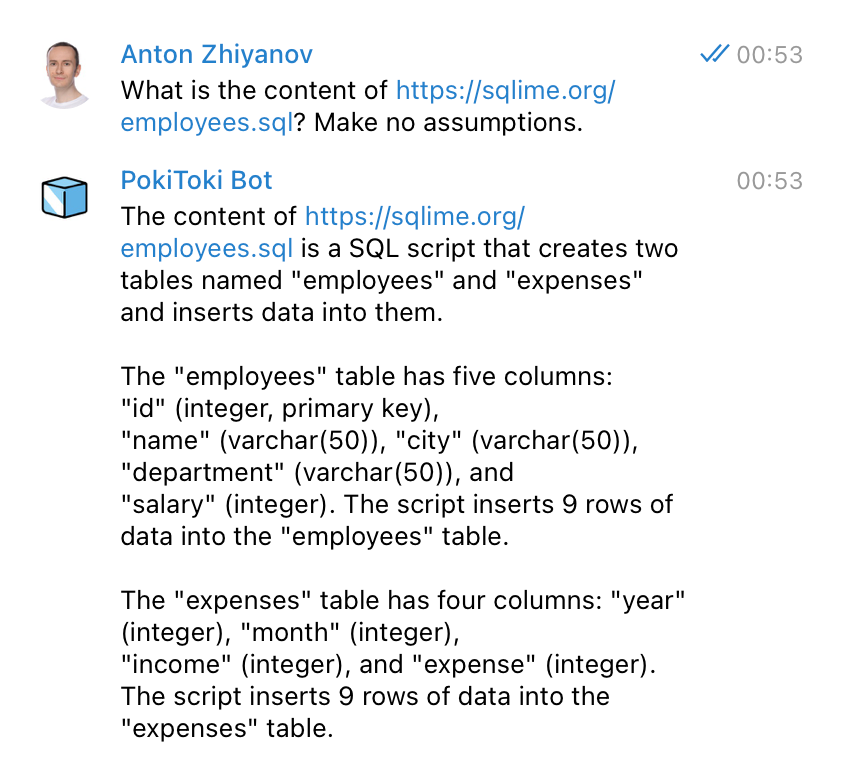 Anton Zhiyanov 00:53
What is the content of https://sqlime.org/
employees.sql? Make no assumptions.
PokiToki Bot 00:53
The content of https://sqlime.org/
employees.sql is a SQL script that creates two
tables named "employees" and "expenses"
and inserts data into them.
The "employees" table has five columns:
"id" (integer, primary key),
"name" (varchar(50)), "city" (varchar(50)),
"department" (varchar(50)), and
"salary" (integer). The script inserts 9 rows of
data into the "employees" table.
The "expenses" table has four columns: "year"
(integer), "month" (integer),
"income" (integer), and "expense" (integer).
The script inserts 9 rows of data into the
"expenses" table.